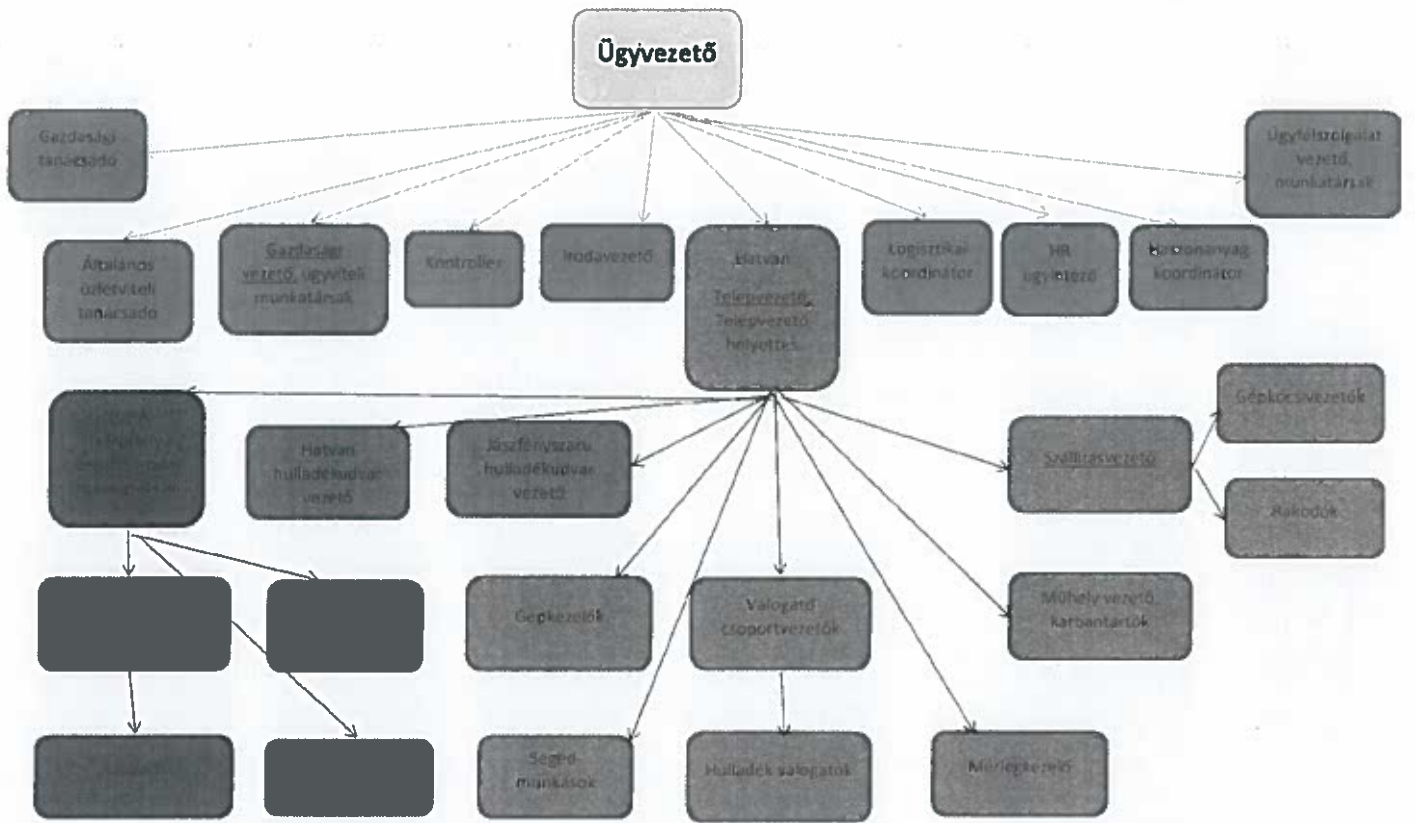 Ügyvezető
Gazdasági
tanácsadó
Ügyfélszolgálat
vezető,
munkatársak
Általános
üzletviteli
tanácsadó
Gazdasági
vezető, ügyviteli
munkatársak
Kontroller
Irodavezető
Hatvan
Telepvezető,
Telepvezető
helyettes
Logisztikai
koordinátor
HR
ügyintéző
Haszonanyag
koordinátor
Hatvan
hulladékudvar
vezető
Jászfényszaru
hulladékudvar
vezető
Szállításvezető
Gépkocsivezetők
Rakodók
Gépkezelők
Válogató
csoportvezetők
Műhely vezető,
karbantartók
Segéd-
munkások
Hulladék válogatók
Mérlegkezelő